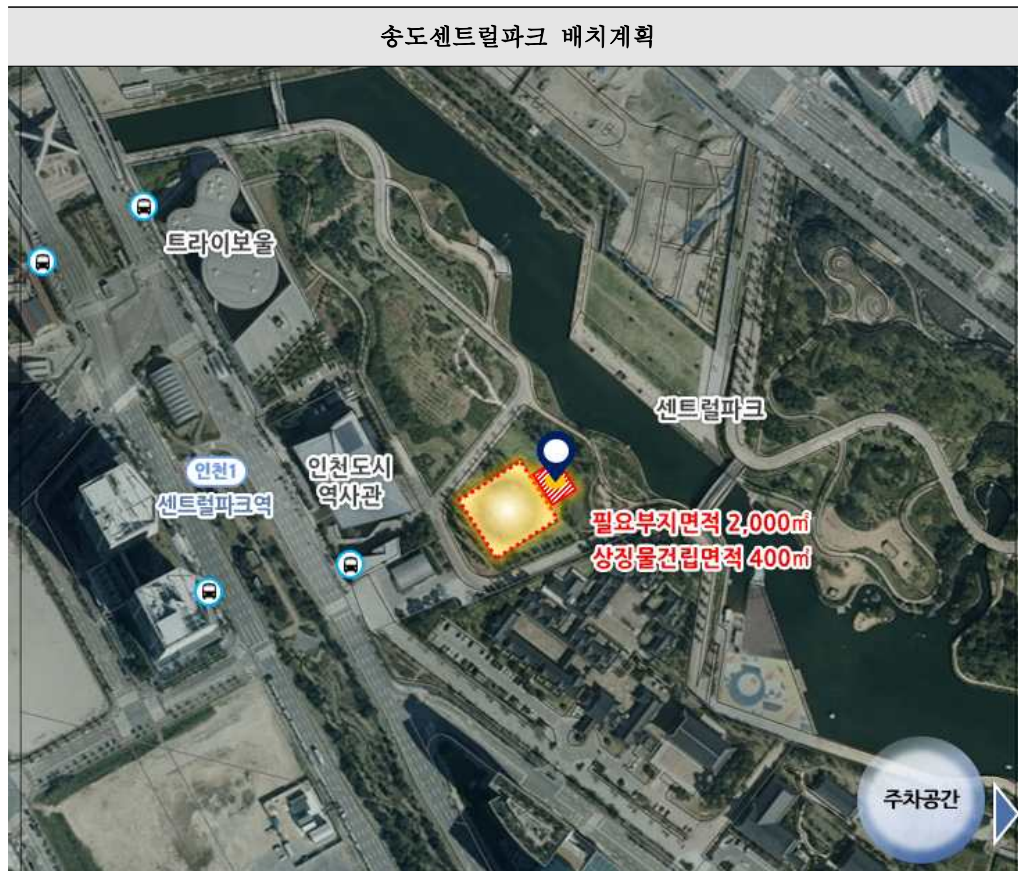 송도센트럴파크 배치계획
트라이보울
센트럴파크
인천1
센트럴파크역
인천도시
역사관
필요부지면적 2,000㎡
상징물건립면적 400㎡
주차공간